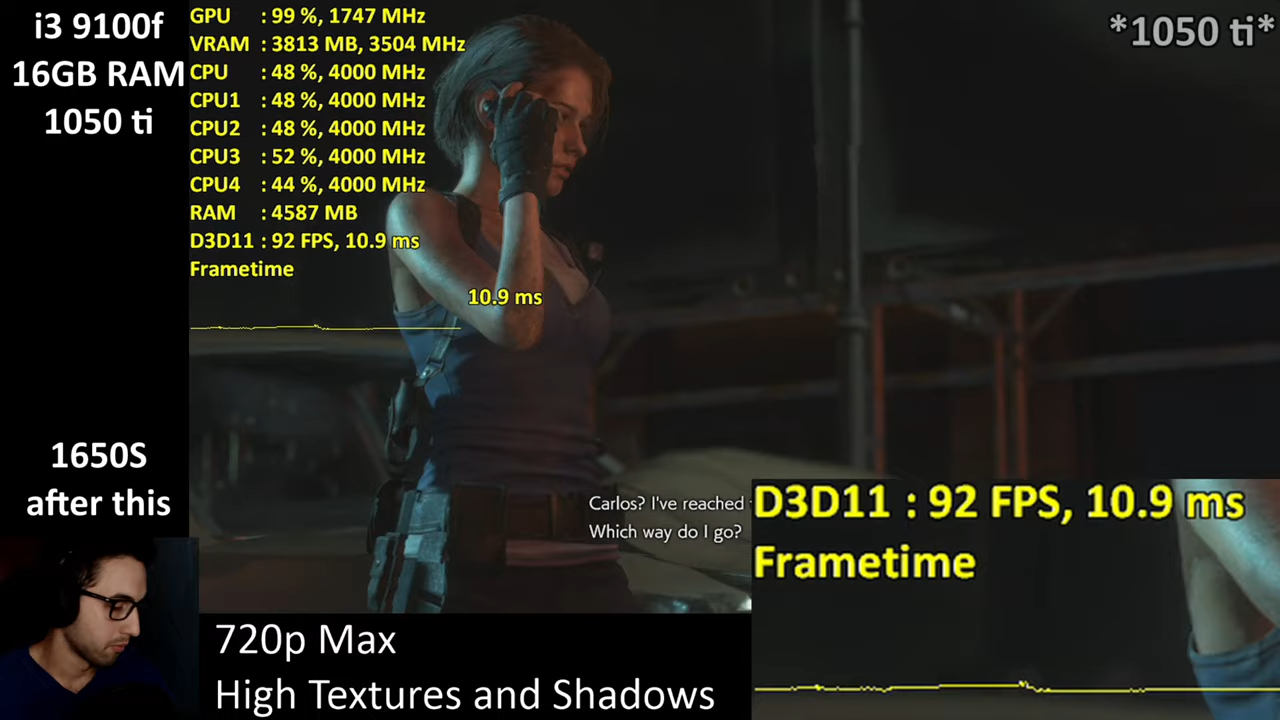 i3 9100f
16GB RAM
1050 ti
GPU : 99 %, 1747 MHz
VRAM : 3813 MB, 3504 MHz
CPU : 48 %, 4000 MHz
CPU1 : 48 %, 4000 MHz
CPU2 : 48 %, 4000 MHz
CPU3 : 52 %, 4000 MHz
CPU4 : 44 %, 4000 MHz
RAM : 4587 MB
D3D11 : 92 FPS, 10.9 ms
Frametime
10.9 ms
*1050 ti*
1650S
after this
Carlos? I've reached
Which way do I go?
D3D11 : 92 FPS, 10.9 ms
Frametime
720p Max
High Textures and Shadows